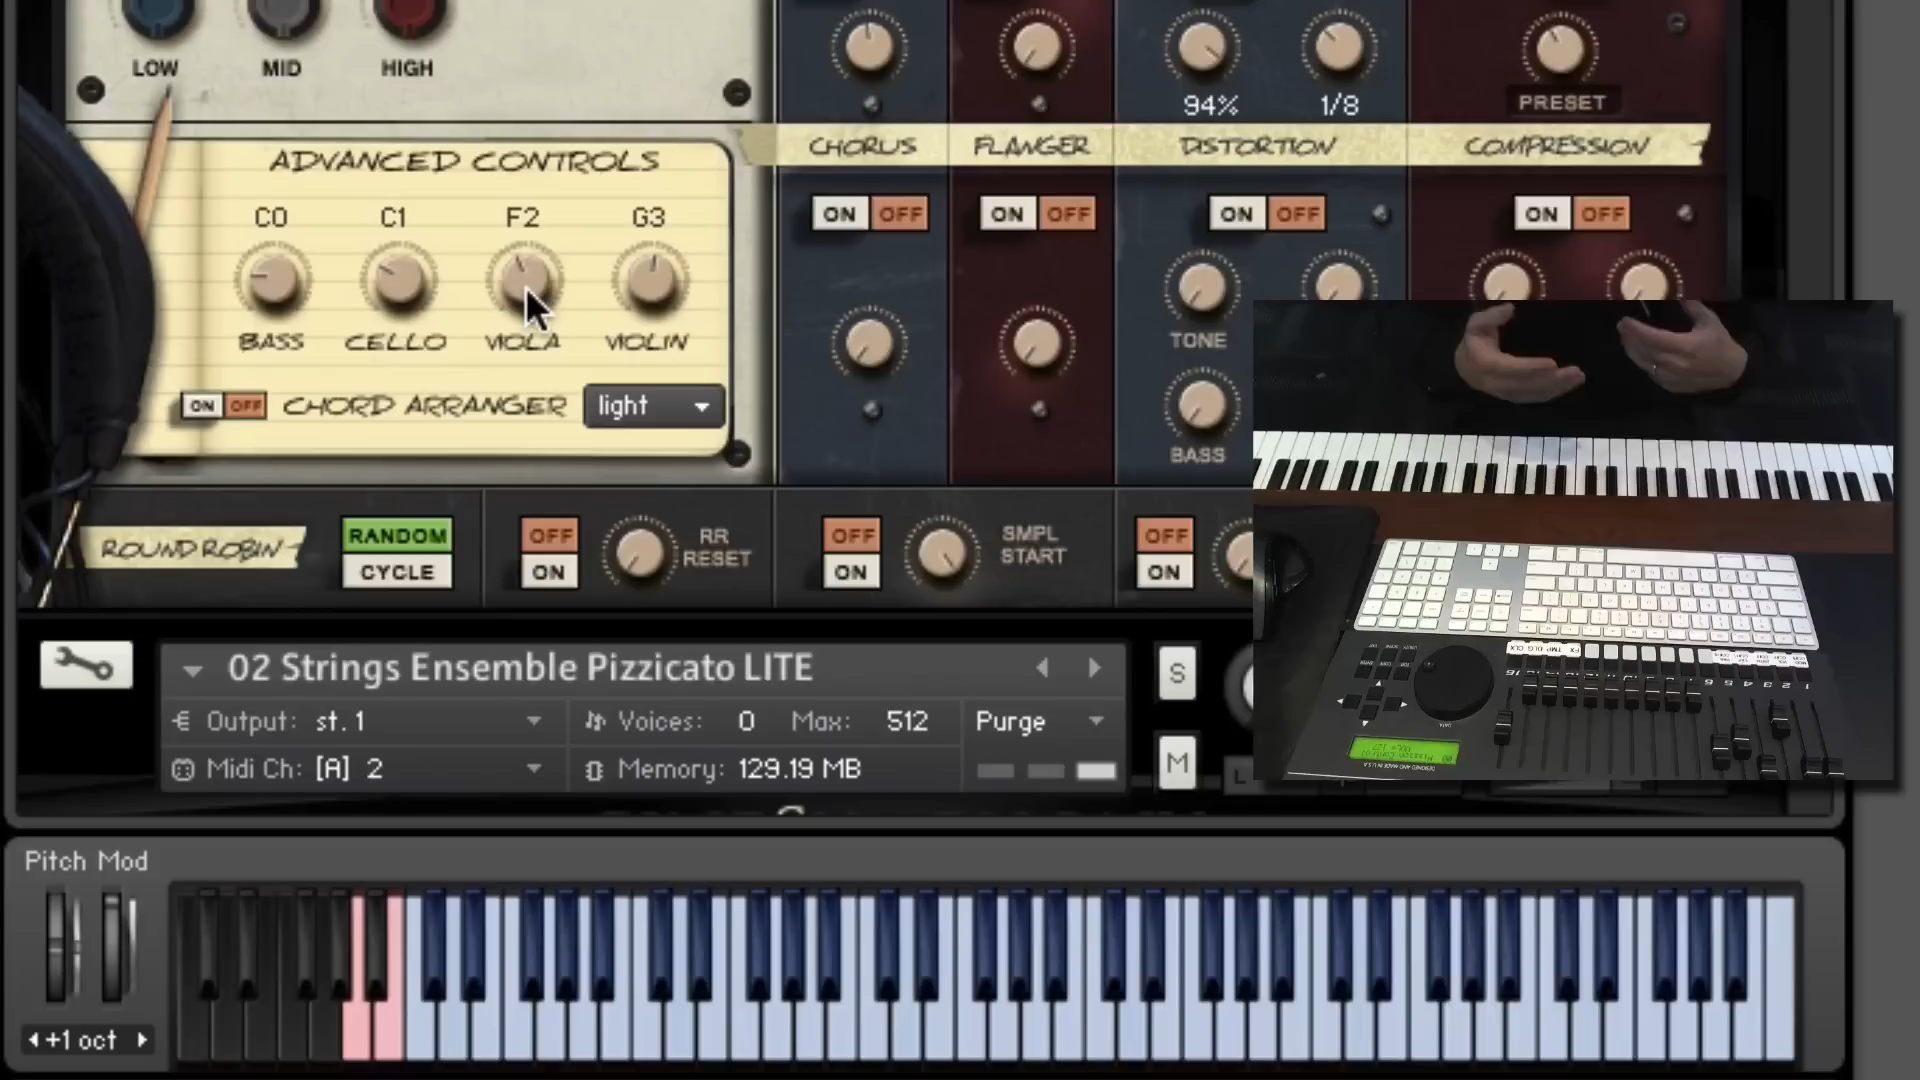 LOW MID HIGH
94% 1/8 PRESET
CHORUS FLANGER DISTORTION COMPRESSION
ADVANCED CONTROLS
ON OFF ON OFF ON OFF ON OFF
C0 C1 F2 G3
BASS CELLO VIOLA VIOLIN
TONE
ON OFF CHORD ARRANGER light
BASS
ROUND ROBIN RANDOM CYCLE
OFF ON RR RESET
OFF ON SMPL START
OFF ON
02 Strings Ensemble Pizzicato LITE
S
Output: st. 1 Voices: 0 Max: 512 Purge
Midi Ch: [A] 2 Memory: 129.19 MB
M
Pitch Mod
+1 oct